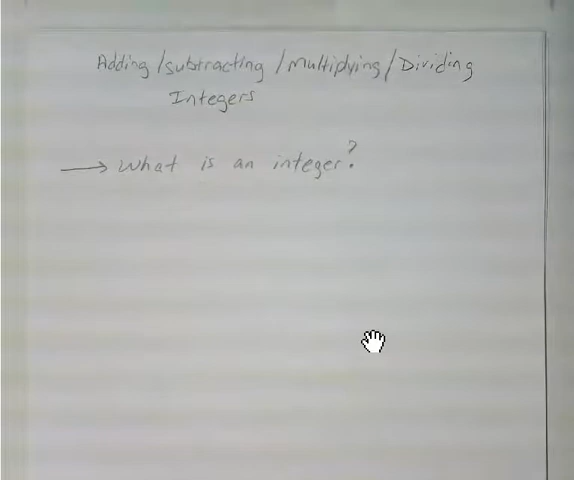 Adding/subtracting/Multiplying/Dividing
Integers
→ What is an integer?